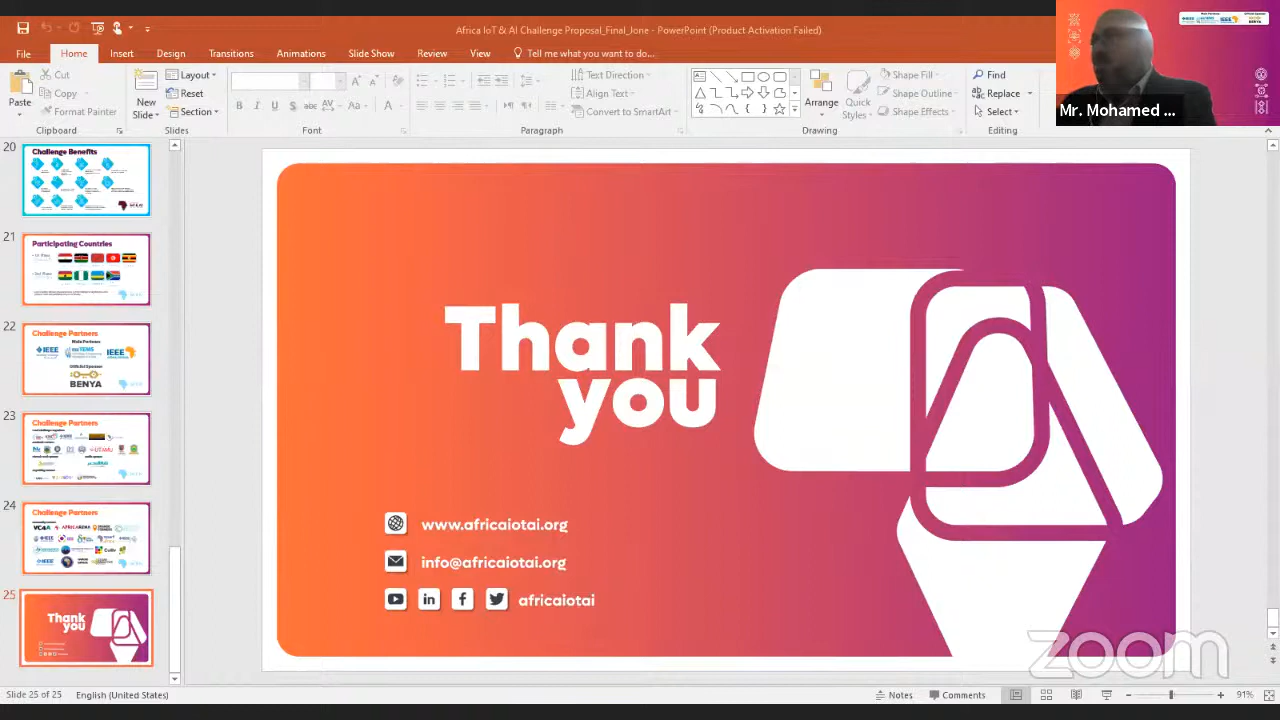 Africa IoT & AI Challenge Proposal_Final_Jone - PowerPoint (Product Activation Failed)
File
Home
Insert
Design
Transitions
Animations
Slide Show
Review
View
Tell me what you want to do...
Paste
Cut
Copy
Format Painter
Clipboard
New
Slide
Layout
Reset
Section
Slides
Font
Text Direction
Align Text
Convert to SmartArt
Paragraph
Arrange
Quick
Styles
Shape Fill
Shape Outline
Shape Effects
Drawing
Find
Replace
Select
Editing
Mr. Mohamed ...
20
Challenge Benefits
21
Participating Countries
22
Challenge Partners
IEEE
IEEE
BENYA
23
Challenge Partners
24
Challenge Partners
VC4A
25
Thank
you
Thank
you
www.africaiotai.org
info@africaiotai.org
africaiotai
zoom
Slide 25 of 25
English (United States)
Notes
Comments
91%